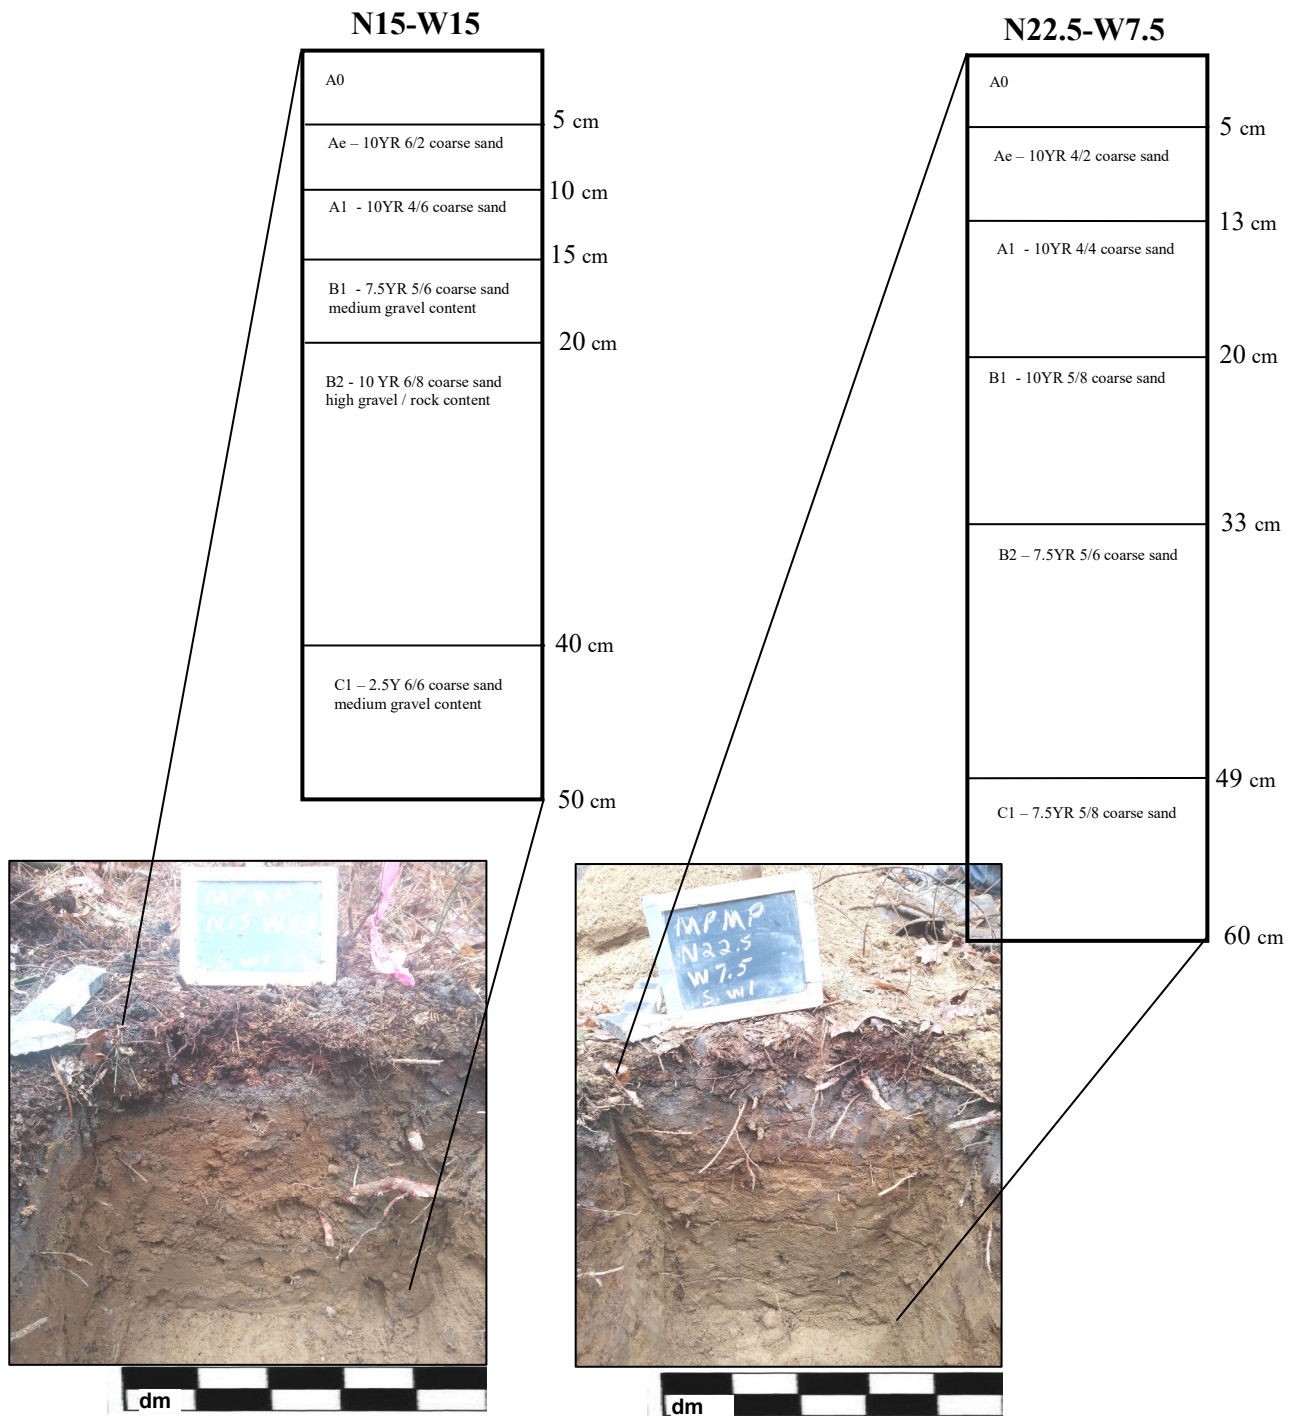 N15-W15
A0
5 cm
Ae – 10YR 6/2 coarse sand
10 cm
A1 - 10YR 4/6 coarse sand
15 cm
B1 - 7.5YR 5/6 coarse sand
medium gravel content
20 cm
B2 - 10 YR 6/8 coarse sand
high gravel / rock content
40 cm
C1 – 2.5Y 6/6 coarse sand
medium gravel content
50 cm
N22.5-W7.5
A0
5 cm
Ae – 10YR 4/2 coarse sand
13 cm
A1 - 10YR 4/4 coarse sand
20 cm
B1 - 10YR 5/8 coarse sand
33 cm
B2 – 7.5YR 5/6 coarse sand
49 cm
C1 – 7.5YR 5/8 coarse sand
60 cm
MPMP
N15
dm
MPMP
N22.5
W7.5
S. W1
dm